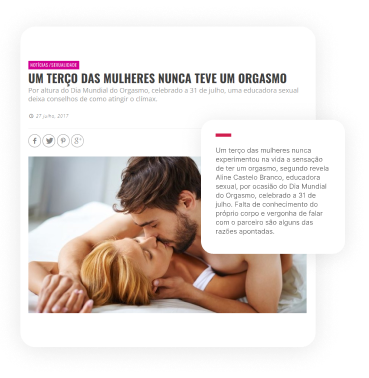 NOTÍCIAS / SEXUALIDADE
UM TERÇO DAS MULHERES NUNCA TEVE UM ORGASMO
Por altura do Dia Mundial do Orgasmo, celebrado a 31 de julho, uma educadora sexual
deixa conselhos de como atingir o clímax.
27 Julho, 2017
Um terço das mulheres nunca
experimentou na vida a sensação
de ter um orgasmo, segundo revela
Aline Castelo Branco, educadora
sexual, por ocasião do Dia Mundial
do Orgasmo, celebrado a 31 de
julho. Falta de conhecimento do
próprio corpo e vergonha de falar
com o parceiro são alguns das
razões apontadas.